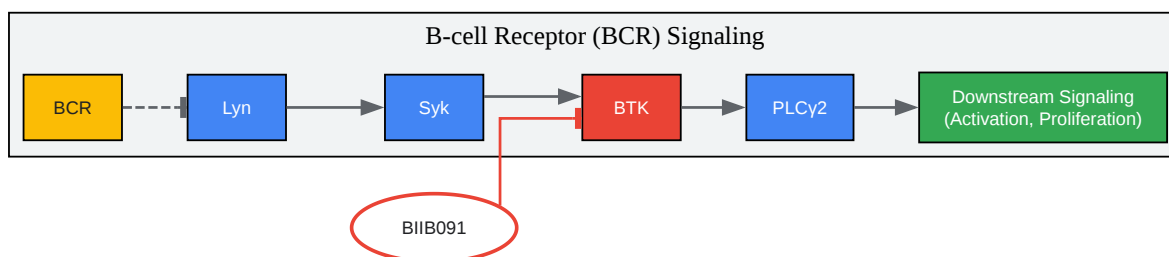 B-cell Receptor (BCR) Signaling
BCR
Lyn
Syk
BTK
PLCγ2
Downstream Signaling
(Activation, Proliferation)
BIIB091